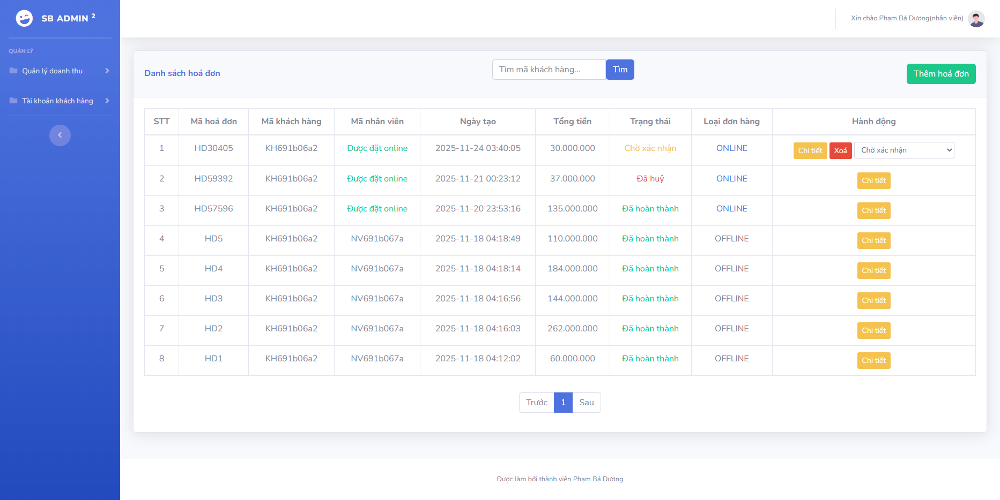 SB ADMIN 2
Xin chào Phạm Bá Dương(nhân viên)
QUẢN LÝ
Quản lý doanh thu
Tài khoản khách hàng
Danh sách hoá đơn
Tìm mã khách hàng...
Tìm
Thêm hoá đơn
STT Mã hoá đơn Mã khách hàng Mã nhân viên Ngày tạo Tổng tiền Trạng thái Loại đơn hàng Hành động
1 HD30405 KH691b06a2 Được đặt online 2025-11-24 03:40:05 30.000.000 Chờ xác nhận ONLINE Chi tiết Xoá Chờ xác nhận
2 HD59392 KH691b06a2 Được đặt online 2025-11-21 00:23:12 37.000.000 Đã huỷ ONLINE Chi tiết
3 HD57596 KH691b06a2 Được đặt online 2025-11-20 23:53:16 135.000.000 Đã hoàn thành ONLINE Chi tiết
4 HD5 KH691b06a2 NV691b067a 2025-11-18 04:18:49 110.000.000 Đã hoàn thành OFFLINE Chi tiết
5 HD4 KH691b06a2 NV691b067a 2025-11-18 04:18:14 184.000.000 Đã hoàn thành OFFLINE Chi tiết
6 HD3 KH691b06a2 NV691b067a 2025-11-18 04:16:56 144.000.000 Đã hoàn thành OFFLINE Chi tiết
7 HD2 KH691b06a2 NV691b067a 2025-11-18 04:16:03 262.000.000 Đã hoàn thành OFFLINE Chi tiết
8 HD1 KH691b06a2 NV691b067a 2025-11-18 04:12:02 60.000.000 Đã hoàn thành OFFLINE Chi tiết
Trước 1 Sau
Được làm bởi thành viên Phạm Bá Dương